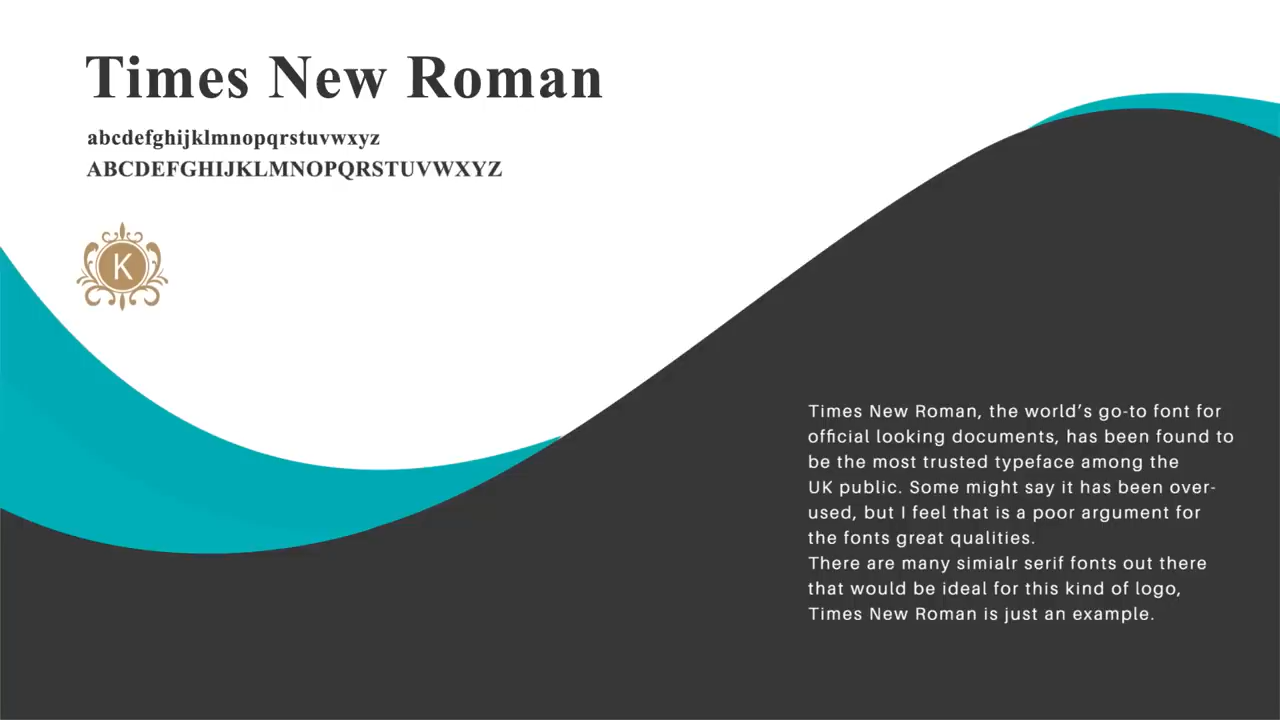 Times New Roman
abcdefghijklmnopqrstuvwxyz
ABCDEFGHIJKLMNOPQRSTUVWXYZ
K
Times New Roman, the world’s go-to font for
official looking documents, has been found to
be the most trusted typeface among the
UK public. Some might say it has been over-
used, but I feel that is a poor argument for
the fonts great qualities.
There are many simialr serif fonts out there
that would be ideal for this kind of logo,
Times New Roman is just an example.